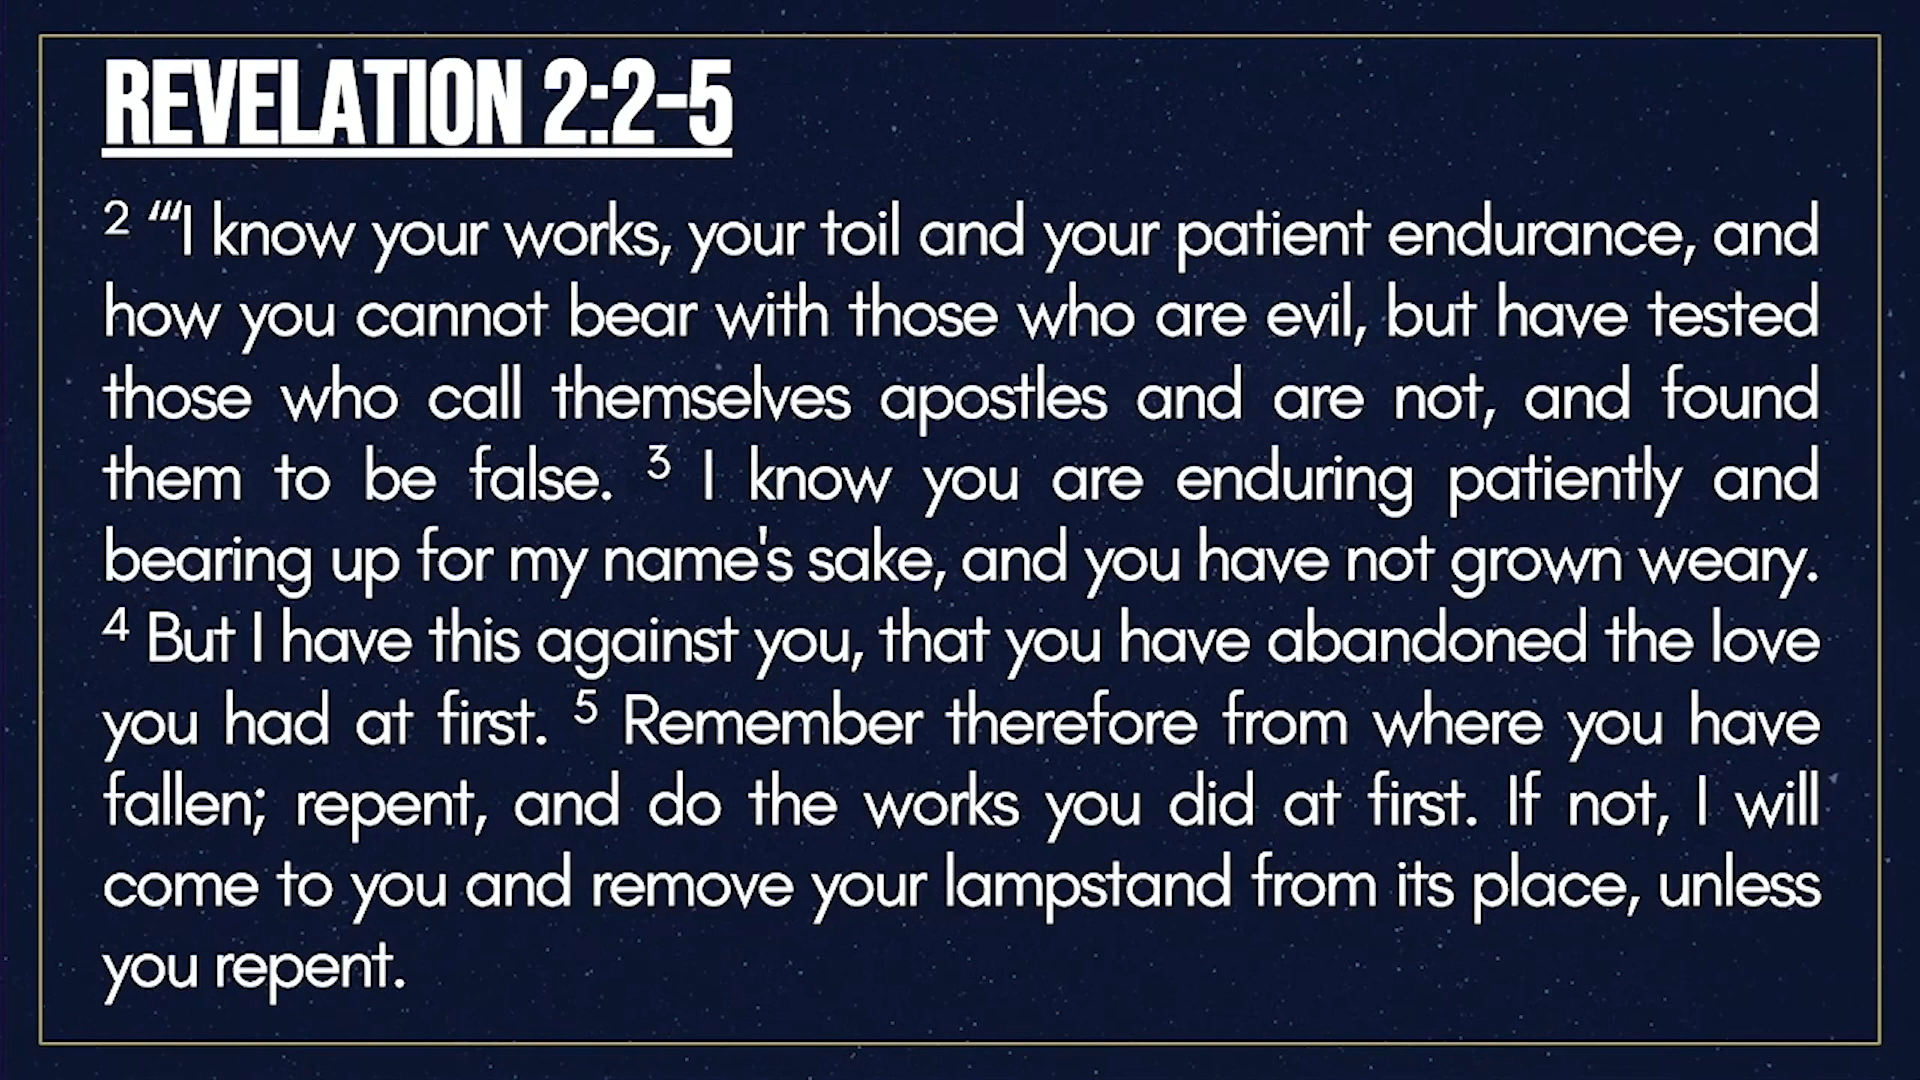 REVELATION 2:2-5
2 “‘I know your works, your toil and your patient endurance, and
how you cannot bear with those who are evil, but have tested
those who call themselves apostles and are not, and found
them to be false. 3 I know you are enduring patiently and
bearing up for my name's sake, and you have not grown weary.
4 But I have this against you, that you have abandoned the love
you had at first. 5 Remember therefore from where you have
fallen; repent, and do the works you did at first. If not, I will
come to you and remove your lampstand from its place, unless
you repent.